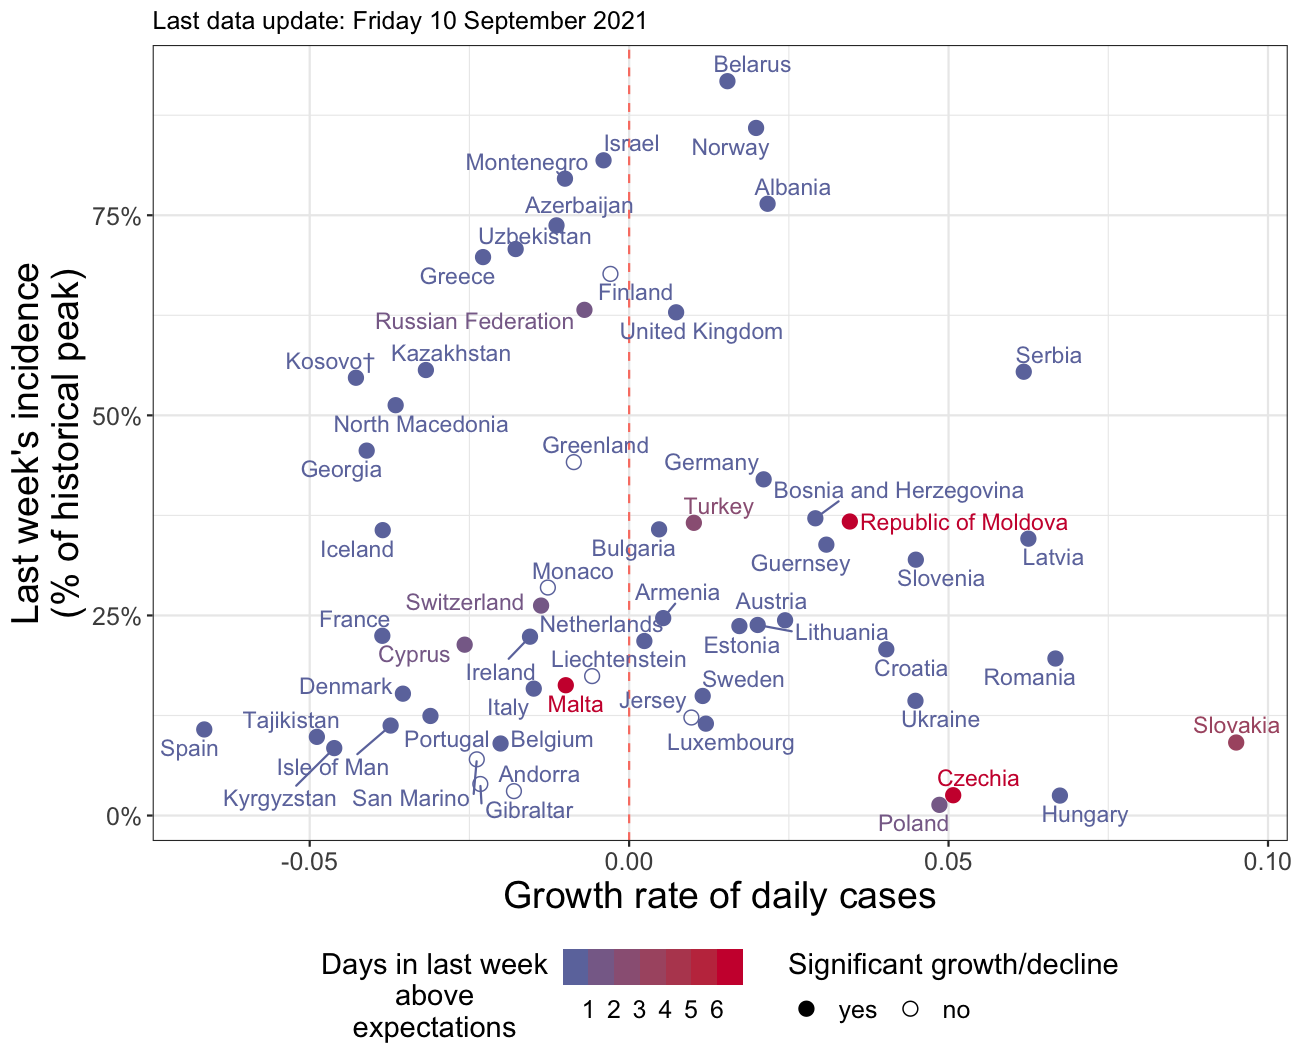 Last data update: Friday 10 September 2021
Last week's incidence
(% of historical peak)
75%
50%
25%
0%
Belarus
Norway
Israel
Montenegro
Albania
Azerbaijan
Uzbekistan
Greece
Finland
Russian Federation
United Kingdom
Kosovo†
Kazakhstan
Serbia
North Macedonia
Georgia
Greenland
Germany
Bosnia and Herzegovina
Turkey
Republic of Moldova
Iceland
Bulgaria
Guernsey
Latvia
Monaco
Slovenia
Switzerland
Armenia
Austria
France
Netherlands
Lithuania
Cyprus
Estonia
Ireland
Liechtenstein
Croatia
Romania
Denmark
Italy
Malta
Jersey
Sweden
Tajikistan
Portugal
Belgium
Ukraine
Slovakia
Spain
Luxembourg
Isle of Man
Andorra
Czechia
Kyrgyzstan
San Marino
Gibraltar
Hungary
Poland
-0.05
0.00
0.05
0.10
Growth rate of daily cases
Days in last week
above
expectations
1 2 3 4 5 6
Significant growth/decline
yes
no